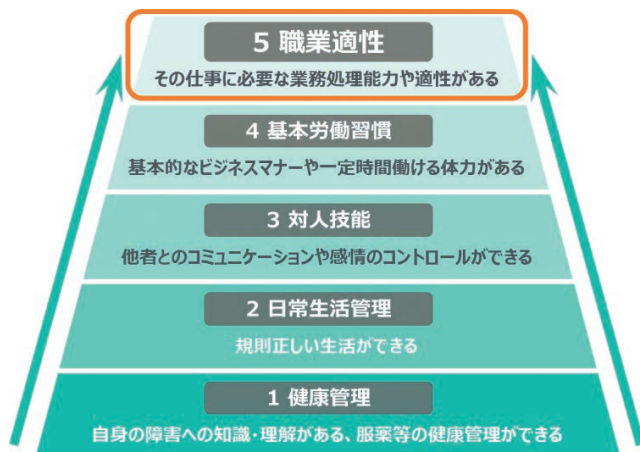 5 職業適性
その仕事に必要な業務処理能力や適性がある
4 基本労働習慣
基本的なビジネスマナーや一定時間働ける体力がある
3 対人技能
他者とのコミュニケーションや感情のコントロールができる
2 日常生活管理
規則正しい生活ができる
1 健康管理
自身の障害への知識・理解がある、服薬等の健康管理ができる